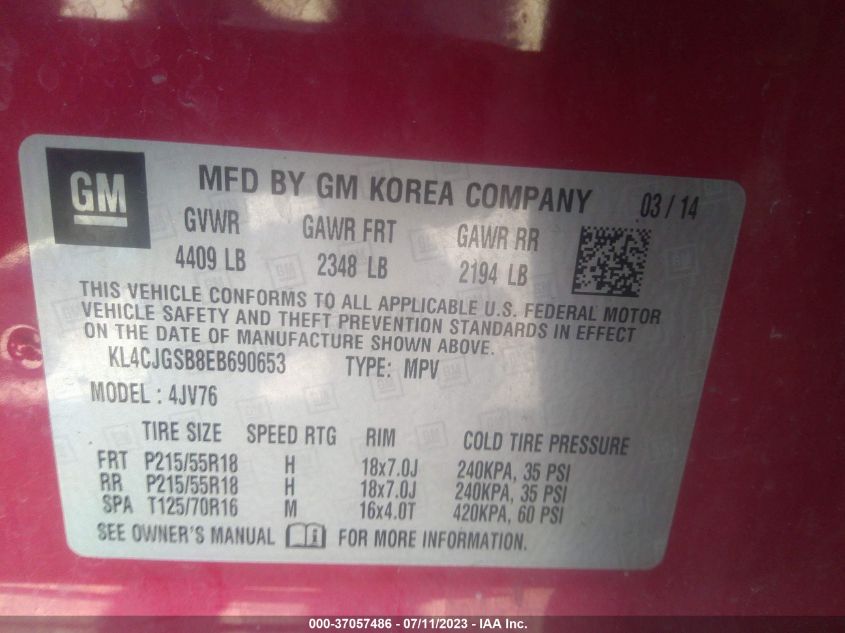 GM
MFD BY GM KOREA COMPANY 03 / 14
GVWR GAWR FRT GAWR RR
4409 LB 2348 LB 2194 LB
THIS VEHICLE CONFORMS TO ALL APPLICABLE U.S. FEDERAL MOTOR
VEHICLE SAFETY AND THEFT PREVENTION STANDARDS IN EFFECT
ON THE DATE OF MANUFACTURE SHOWN ABOVE.
KL4CJGSB8EB690653 TYPE: MPV
MODEL : 4JV76
TIRE SIZE SPEED RTG RIM COLD TIRE PRESSURE
FRT P215/55R18 H 18x7.0J 240KPA, 35 PSI
RR P215/55R18 H 18x7.0J 240KPA, 35 PSI
SPA T125/70R16 M 16x4.0T 420KPA, 60 PSI
SEE OWNER'S MANUAL i FOR MORE INFORMATION.
000-37057486 - 07/11/2023 - IAA Inc.